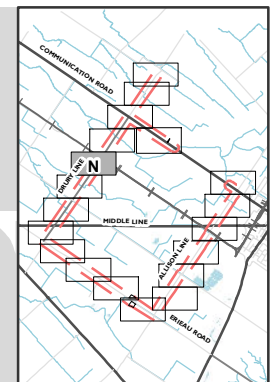 COMMUNICATION ROAD
DRURY LINE
N
MIDDLE LINE
ALLISON LINE
ERIEAU ROAD